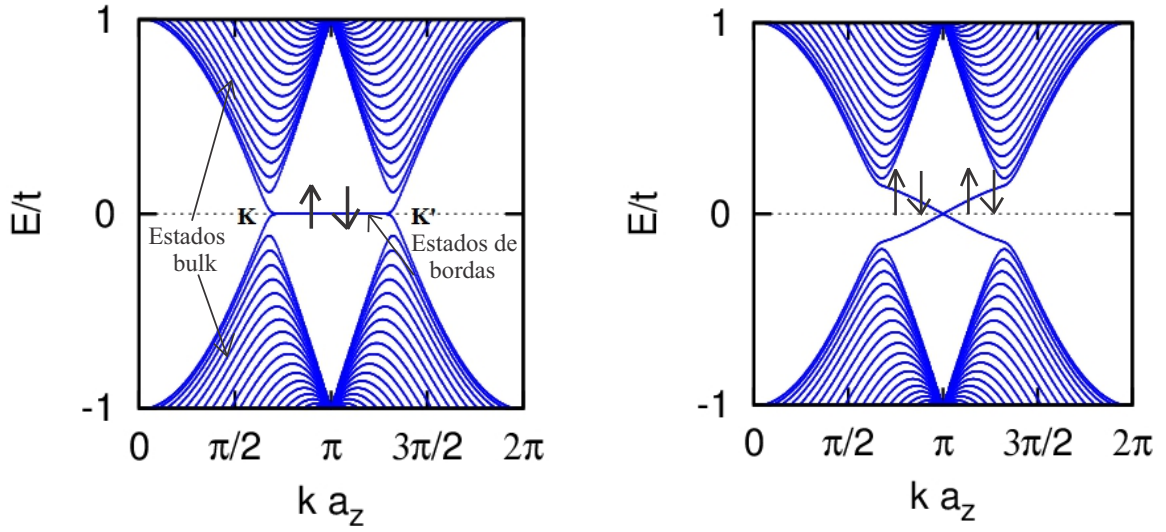 1
0
-1
E/t
K
K'
Estados
bulk
Estados de
bordas
0
π/2
π
3π/2
2π
k a_z
1
0
-1
E/t
0
π/2
π
3π/2
2π
k a_z